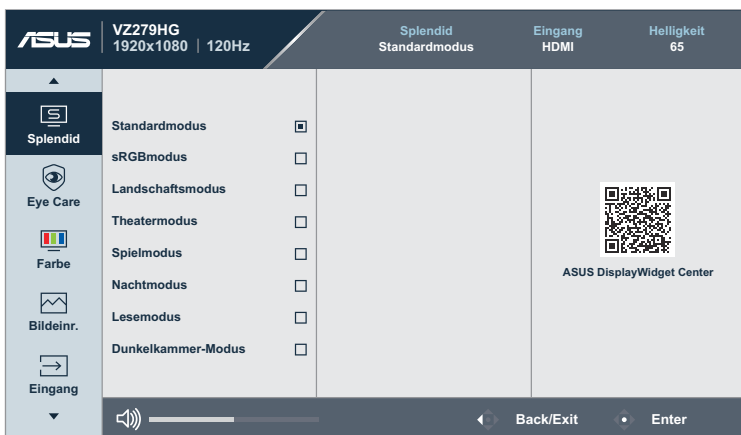 ASUS
VZ279HG
1920x1080 | 120Hz
Splendid
Standardmodus
Eingang
HDMI
Helligkeit
65
Splendid
Eye Care
Farbe
Bildeinr.
Eingang
Standardmodus
sRGBmodus
Landschaftsmodus
Theatermodus
Spielmodus
Nachtmodus
Lesemodus
Dunkelkammer-Modus
ASUS DisplayWidget Center
Back/Exit
Enter